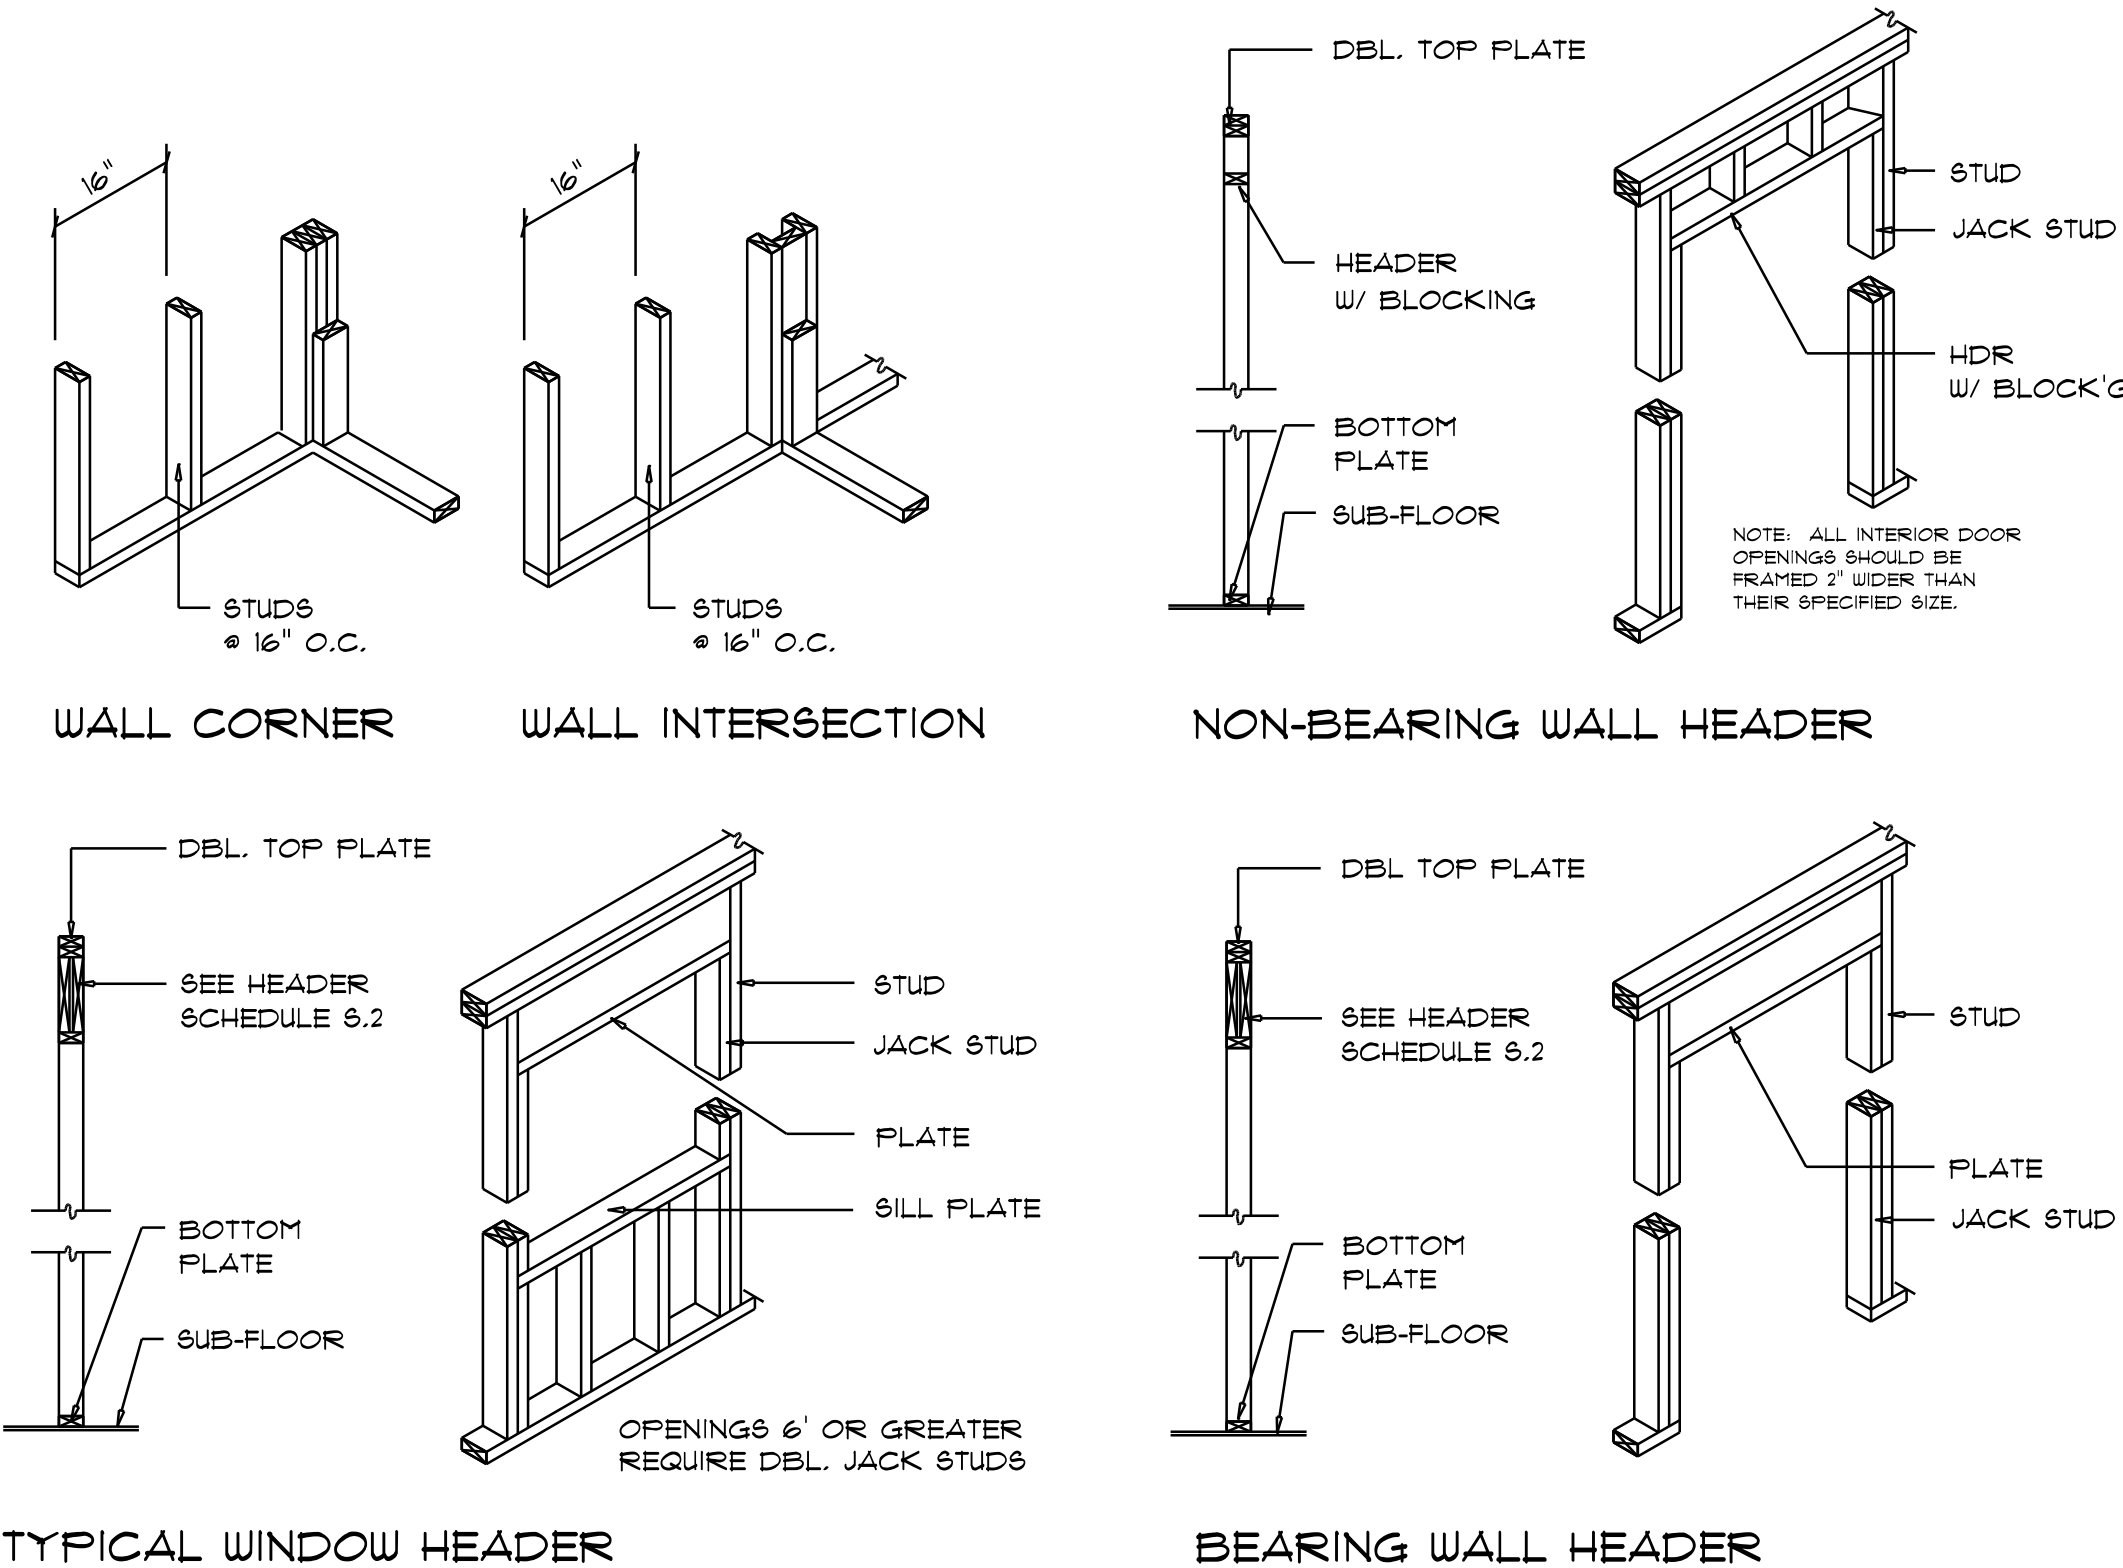 16"
STUDS
@ 16" O.C.
WALL CORNER
16"
STUDS
@ 16" O.C.
WALL INTERSECTION
DBL. TOP PLATE
HEADER
W/ BLOCKING
BOTTOM
PLATE
SUB-FLOOR
STUD
JACK STUD
HDR
W/ BLOCK'G
NOTE: ALL INTERIOR DOOR
OPENINGS SHOULD BE
FRAMED 2" WIDER THAN
THEIR SPECIFIED SIZE.
NON-BEARING WALL HEADER
DBL. TOP PLATE
SEE HEADER
SCHEDULE S.2
BOTTOM
PLATE
SUB-FLOOR
STUD
JACK STUD
PLATE
SILL PLATE
OPENINGS 6' OR GREATER
REQUIRE DBL. JACK STUDS
TYPICAL WINDOW HEADER
DBL TOP PLATE
SEE HEADER
SCHEDULE S.2
BOTTOM
PLATE
SUB-FLOOR
STUD
PLATE
JACK STUD
BEARING WALL HEADER